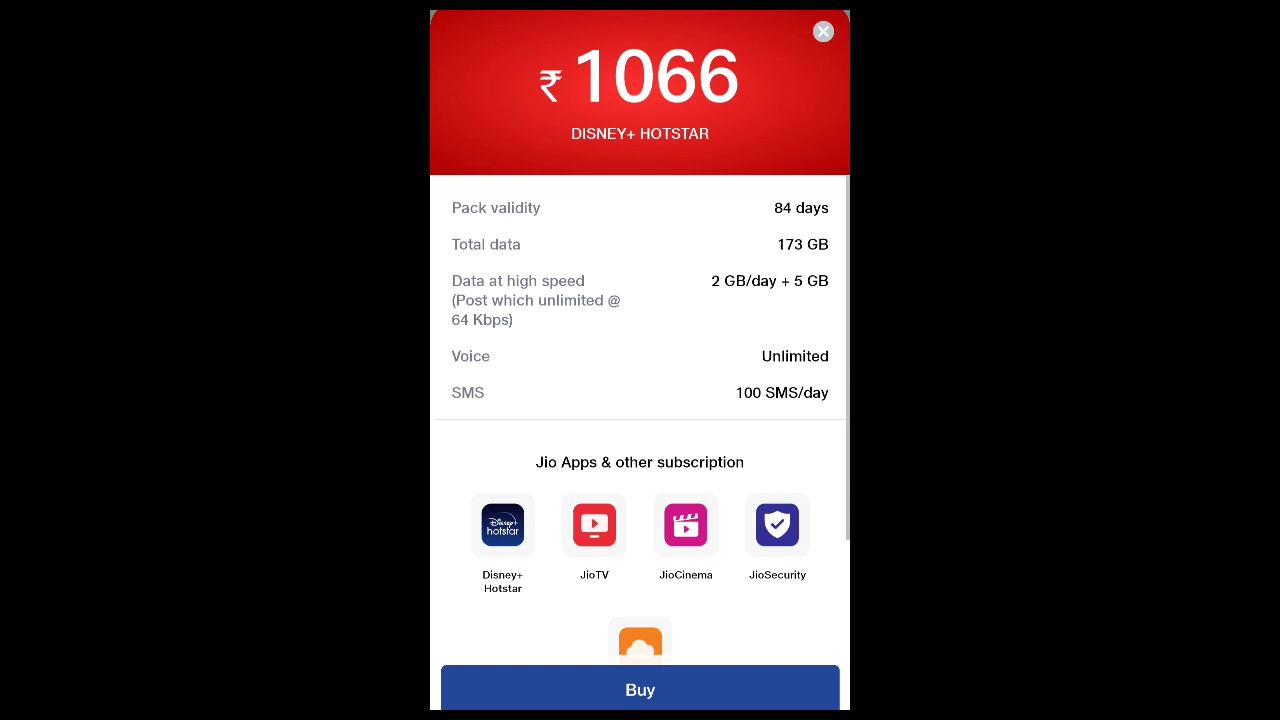 ₹ 1066
DISNEY+ HOTSTAR
Pack validity 84 days
Total data 173 GB
Data at high speed 2 GB/day + 5 GB
(Post which unlimited @
64 Kbps)
Voice Unlimited
SMS 100 SMS/day
Jio Apps & other subscription
Disney+
hotstar
Disney+ JioTV JioCinema JioSecurity
Hotstar
Buy